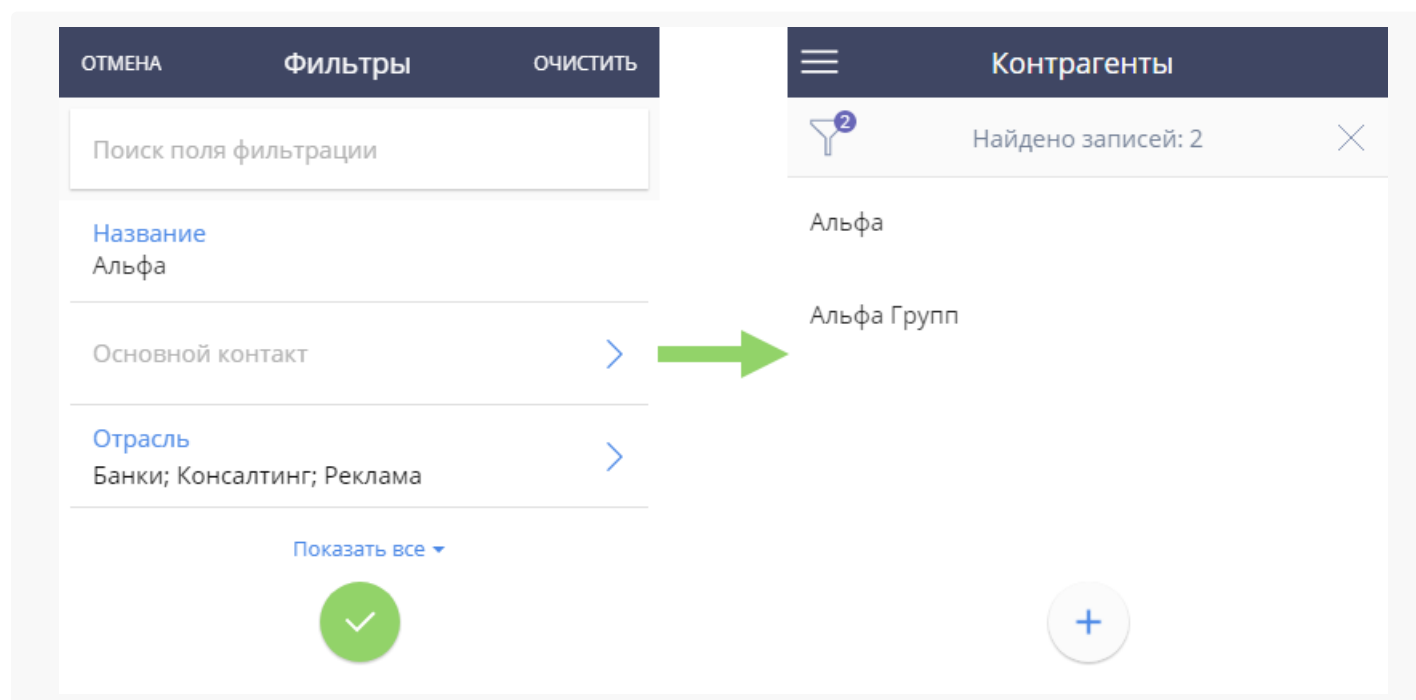 ОТМЕНА Фильтры ОЧИСТИТЬ
Поиск поля фильтрации
Название
Альфа
Основной контакт
Отрасль
Банки; Консалтинг; Реклама
Показать все
Контрагенты
2
Найдено записей: 2
Альфа
Альфа Групп